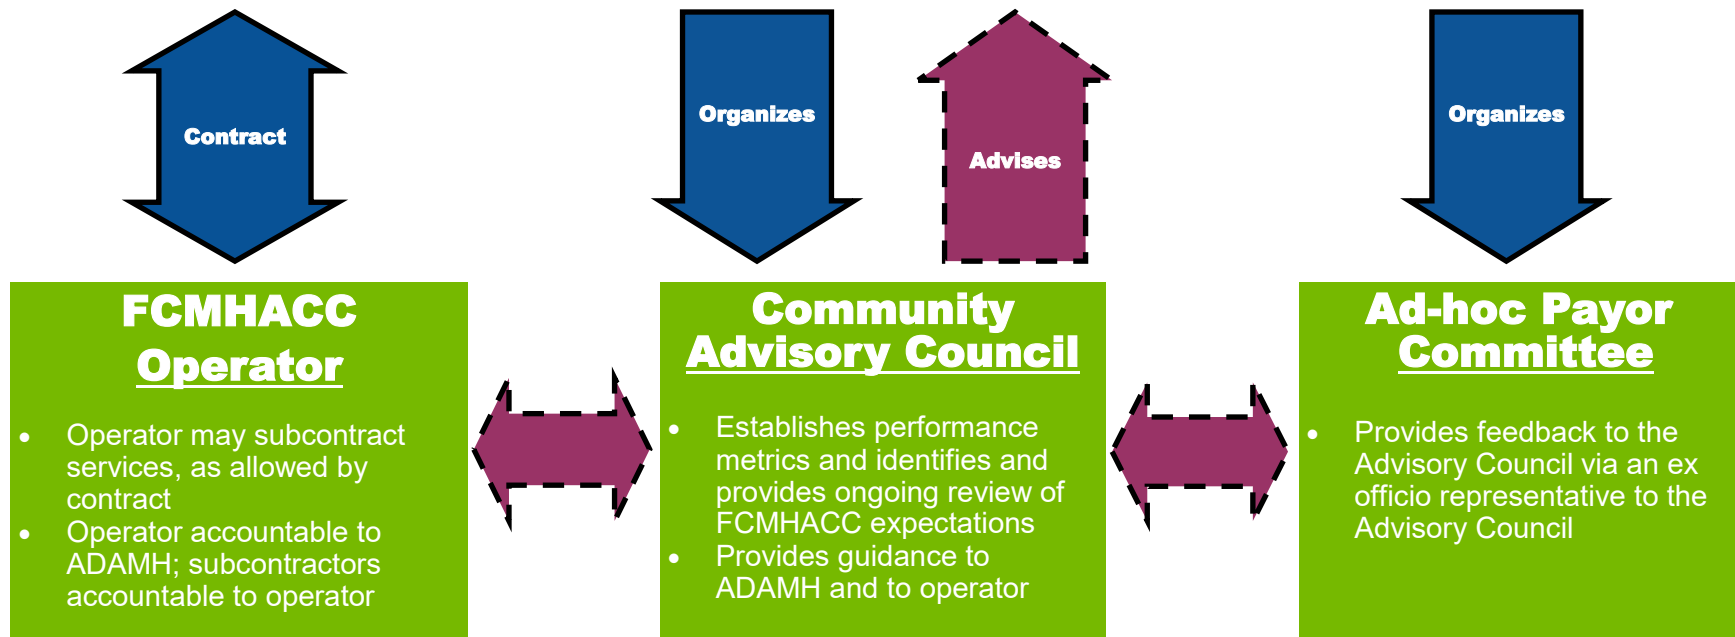 Contract
Organizes
Advises
Organizes
FCMHACC
Operator
• Operator may subcontract
services, as allowed by
contract
• Operator accountable to
ADAMH; subcontractors
accountable to operator
Community
Advisory Council
• Establishes performance
metrics and identifies and
provides ongoing review of
FCMHACC expectations
• Provides guidance to
ADAMH and to operator
Ad-hoc Payor
Committee
• Provides feedback to the
Advisory Council via an ex
officio representative to the
Advisory Council